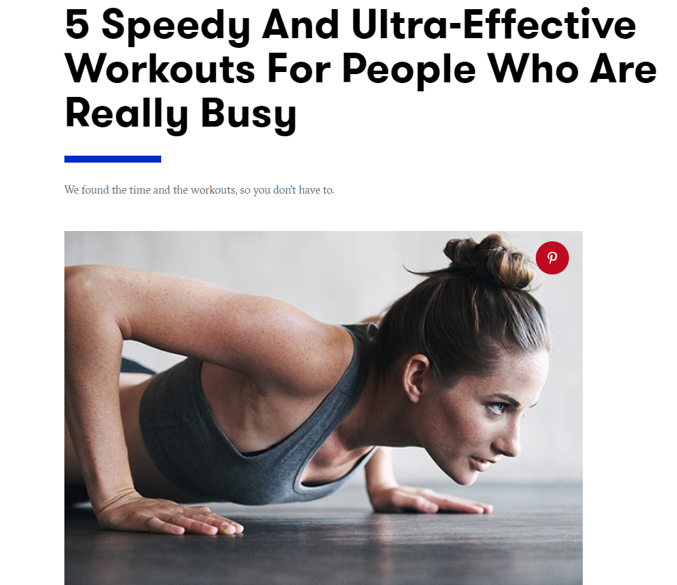 5 Speedy And Ultra-Effective
Workouts For People Who Are
Really Busy
We found the time and the workouts, so you don't have to.